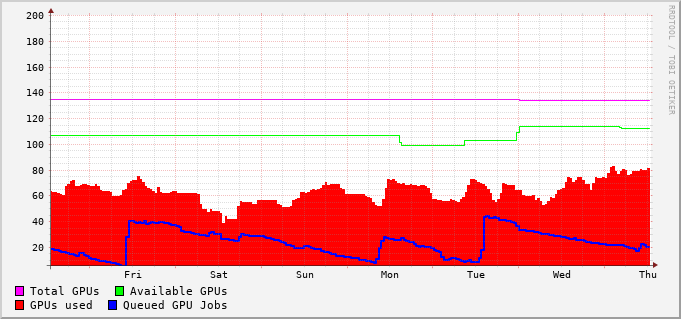 200
180
160
140
120
100
80
60
40
20
Fri Sat Sun Mon Tue Wed Thu
Total GPUs Available GPUs
GPUs used Queued GPU Jobs
RRDTOOL / TOBI OETIKER